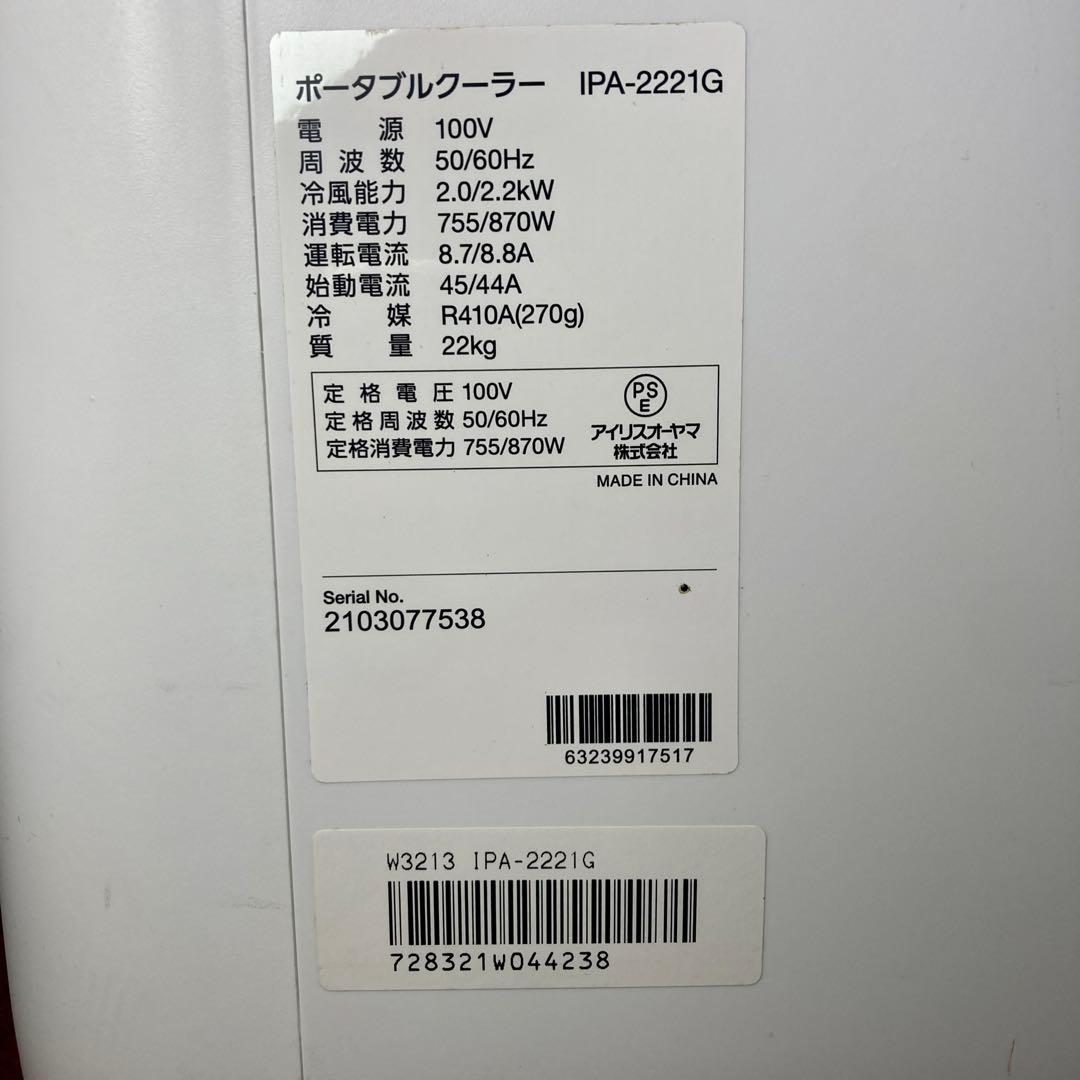 ポータブルクーラー IPA-2221G
電源 100V
周波数 50/60Hz
冷風能力 2.0/2.2kW
消費電力 755/870W
運転電流 8.7/8.8A
始動電流 45/44A
冷媒 R410A(270g)
質量 22kg
定格電圧 100V
定格周波数 50/60Hz
定格消費電力 755/870W
PS
E
アイリスオーヤマ
株式会社
MADE IN CHINA
Serial No.
2103077538
63239917517
W3213 IPA-2221G
728321W044238